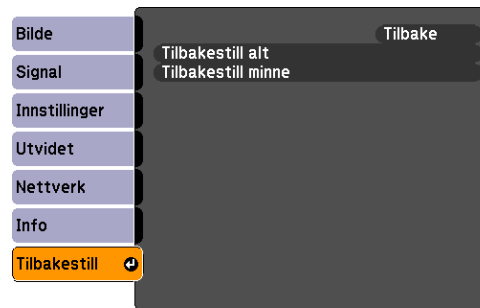 Bilde
Signal
Innstillinger
Utvidet
Nettverk
Info
Tilbakestill
Tilbake
Tilbakestill alt
Tilbakestill minne